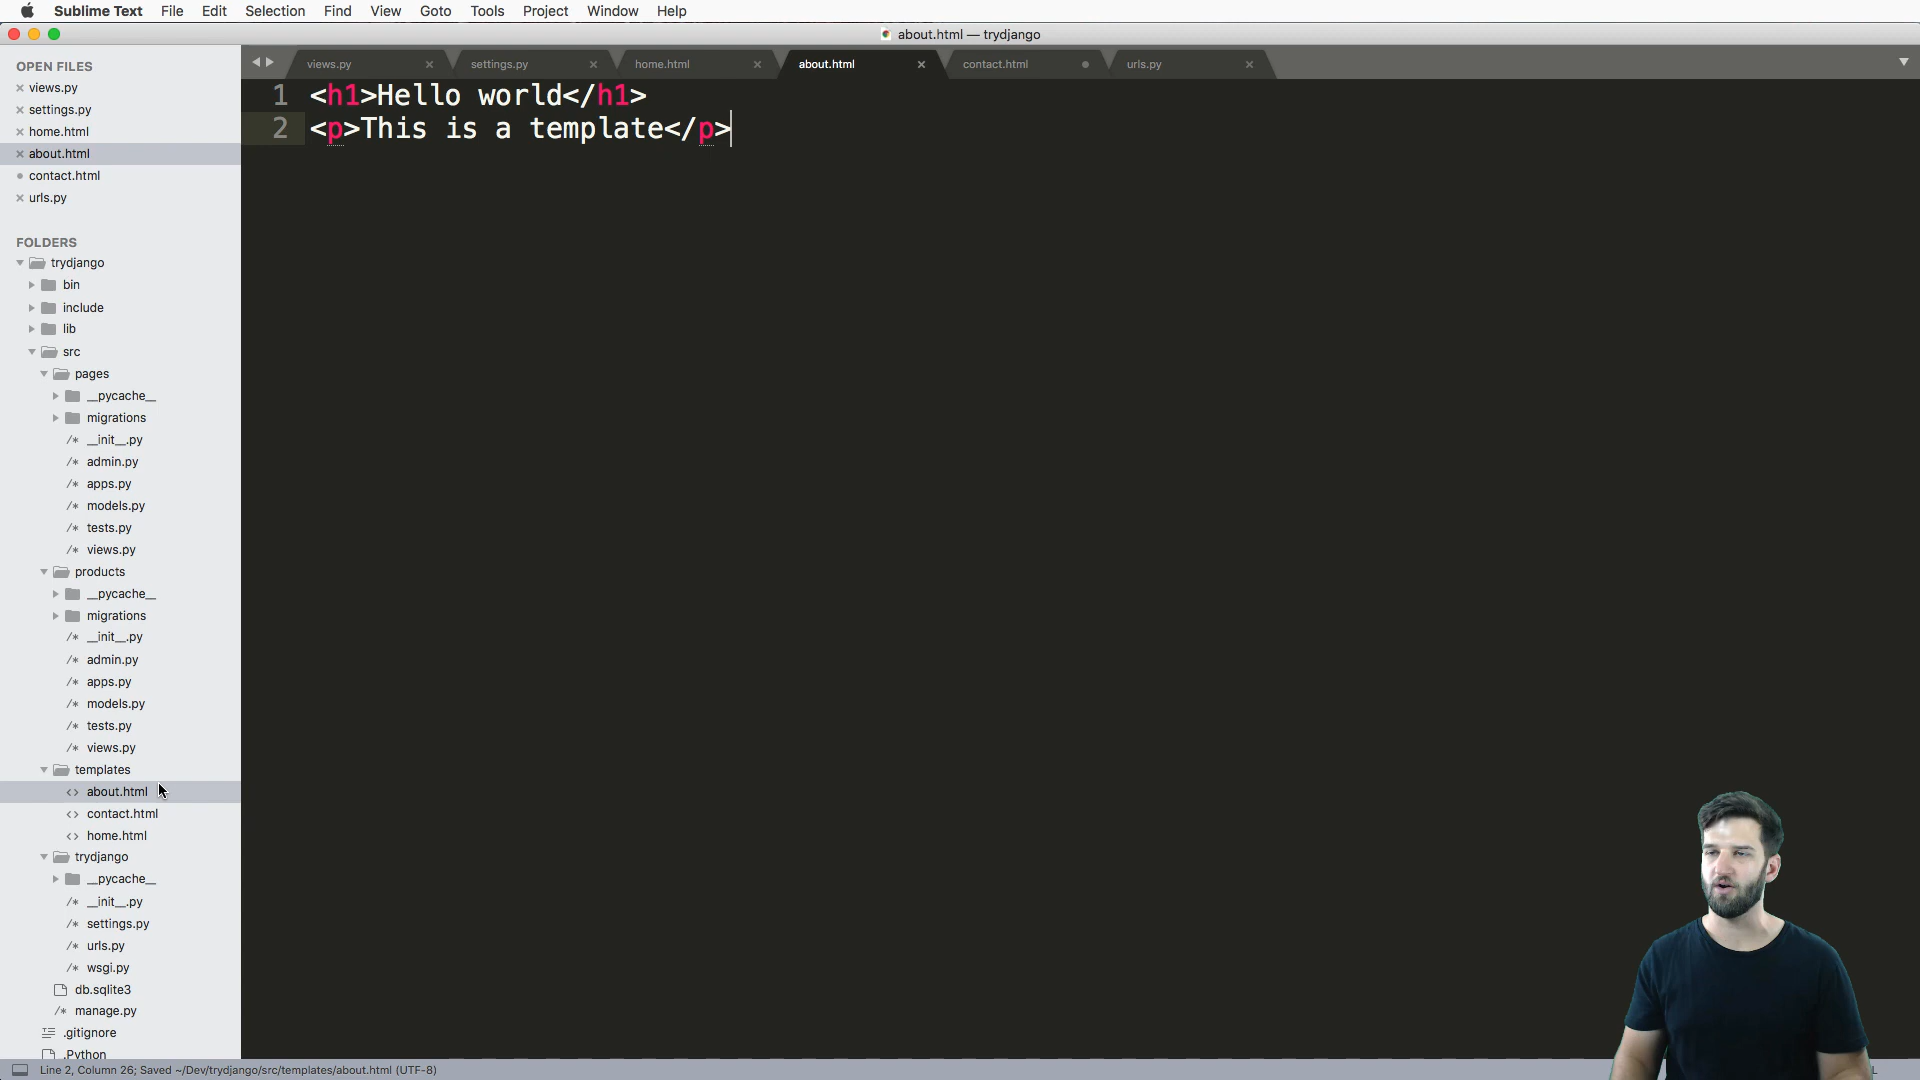 Sublime Text File Edit Selection Find View Goto Tools Project Window Help
about.html — trydjango
OPEN FILES
views.py
settings.py
home.html
about.html
contact.html
urls.py
FOLDERS
trydjango
bin
include
lib
src
pages
__pycache__
migrations
/* __init__.py
/* admin.py
/* apps.py
/* models.py
/* tests.py
/* views.py
products
__pycache__
migrations
/* __init__.py
/* admin.py
/* apps.py
/* models.py
/* tests.py
/* views.py
templates
<> about.html
<> contact.html
<> home.html
trydjango
__pycache__
/* __init__.py
/* settings.py
/* urls.py
/* wsgi.py
db.sqlite3
/* manage.py
.gitignore
.Python
views.py settings.py home.html about.html contact.html urls.py
1 <h1>Hello world</h1>
2 <p>This is a template</p>
Line 2, Column 26; Saved ~/Dev/trydjango/src/templates/about.html (UTF-8)